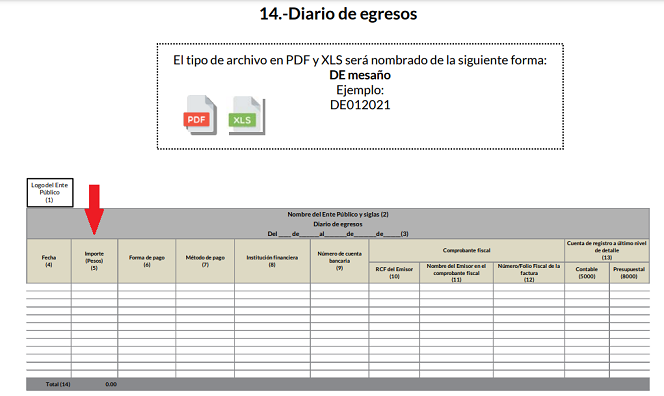 14.-Diario de egresos
El tipo de archivo en PDF y XLS será nombrado de la siguiente forma:
DE mesaño
Ejemplo:
DE012021
PDF
XLS
Logo del Ente
Público
(1)
Nombre del Ente Público y siglas (2)
Diario de egresos
Del ____ de______al______de______de_____(3)
Fecha
(4)
Importe
(Pesos)
(5)
Forma de pago
(6)
Método de pago
(7)
Institución financiera
(8)
Número de cuenta
bancaria
(9)
Comprobante fiscal
RCF del Emisor
(10)
Nombre del Emisor en el
comprobante fiscal
(11)
Número/Folio Fiscal de la
factura
(12)
Cuenta de registro a último nivel
de detalle
(13)
Contable
(5000)
Presupuestal
(8000)
Total (14) 0.00